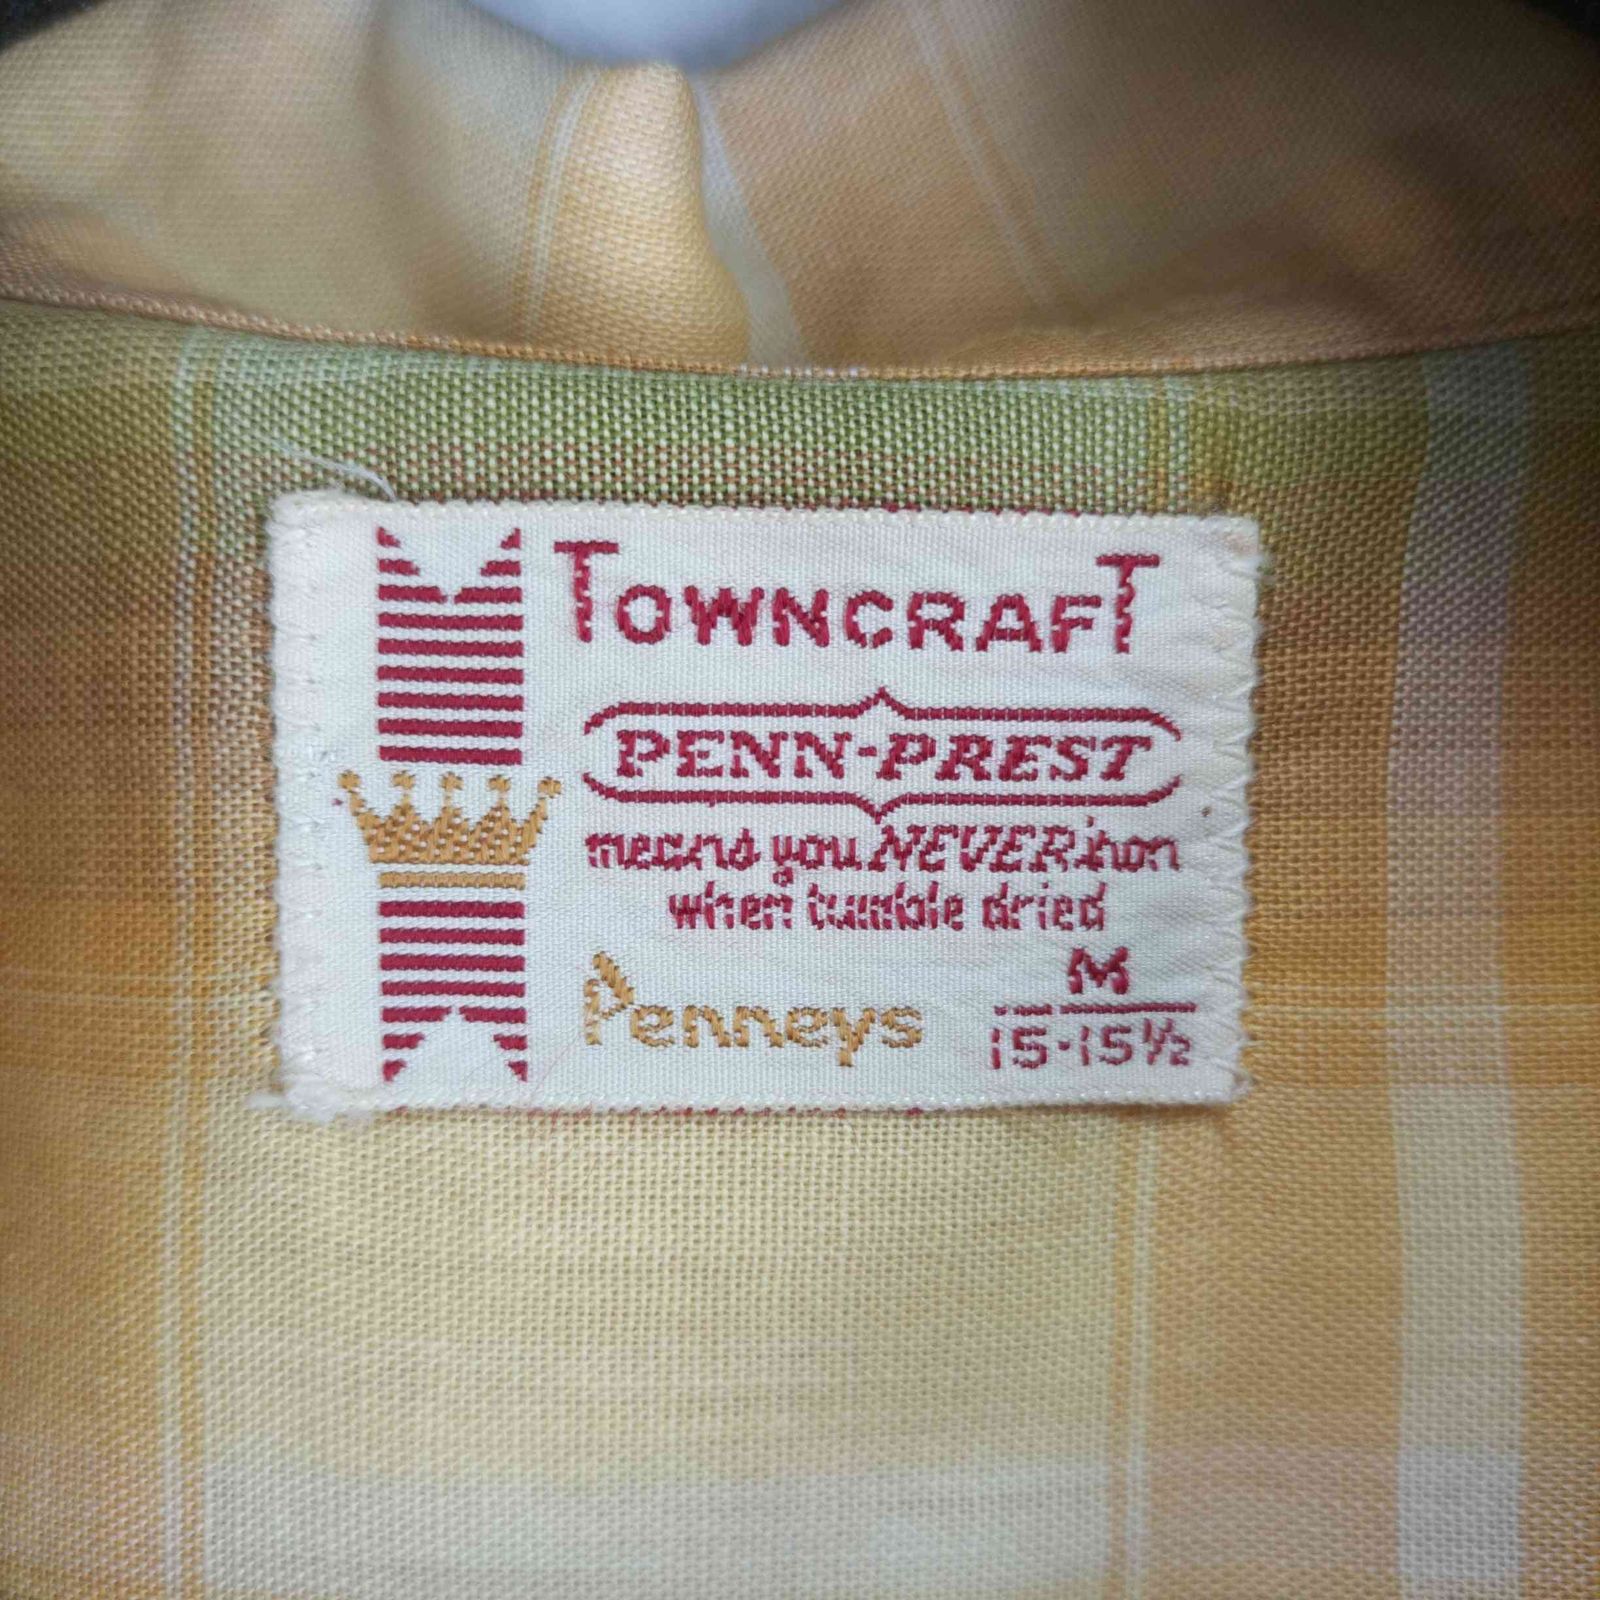 TOWNCRAFT
PENN-PREST
means you NEVER iron
when tumble dried
Penneys
M
15-15½